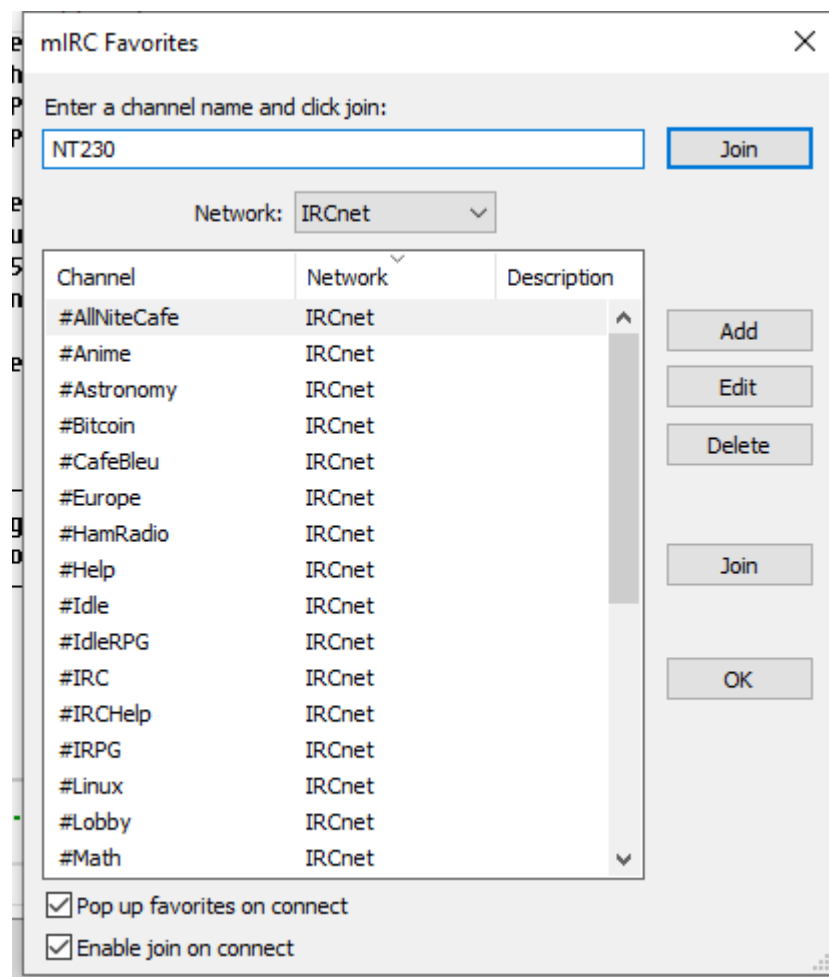 mIRC Favorites
Enter a channel name and click join:
NT230 Join
Network: IRCnet
Channel Network Description
#AllNiteCafe IRCnet
Add
#Anime IRCnet
#Astronomy IRCnet
Edit
#Bitcoin IRCnet
Delete
#CafeBleu IRCnet
#Europe IRCnet
#HamRadio IRCnet
#Help IRCnet
Join
#Idle IRCnet
#IdleRPG IRCnet
#IRC IRCnet
OK
#IRCHelp IRCnet
#IRPG IRCnet
#Linux IRCnet
#Lobby IRCnet
#Math IRCnet
Pop up favorites on connect
Enable join on connect